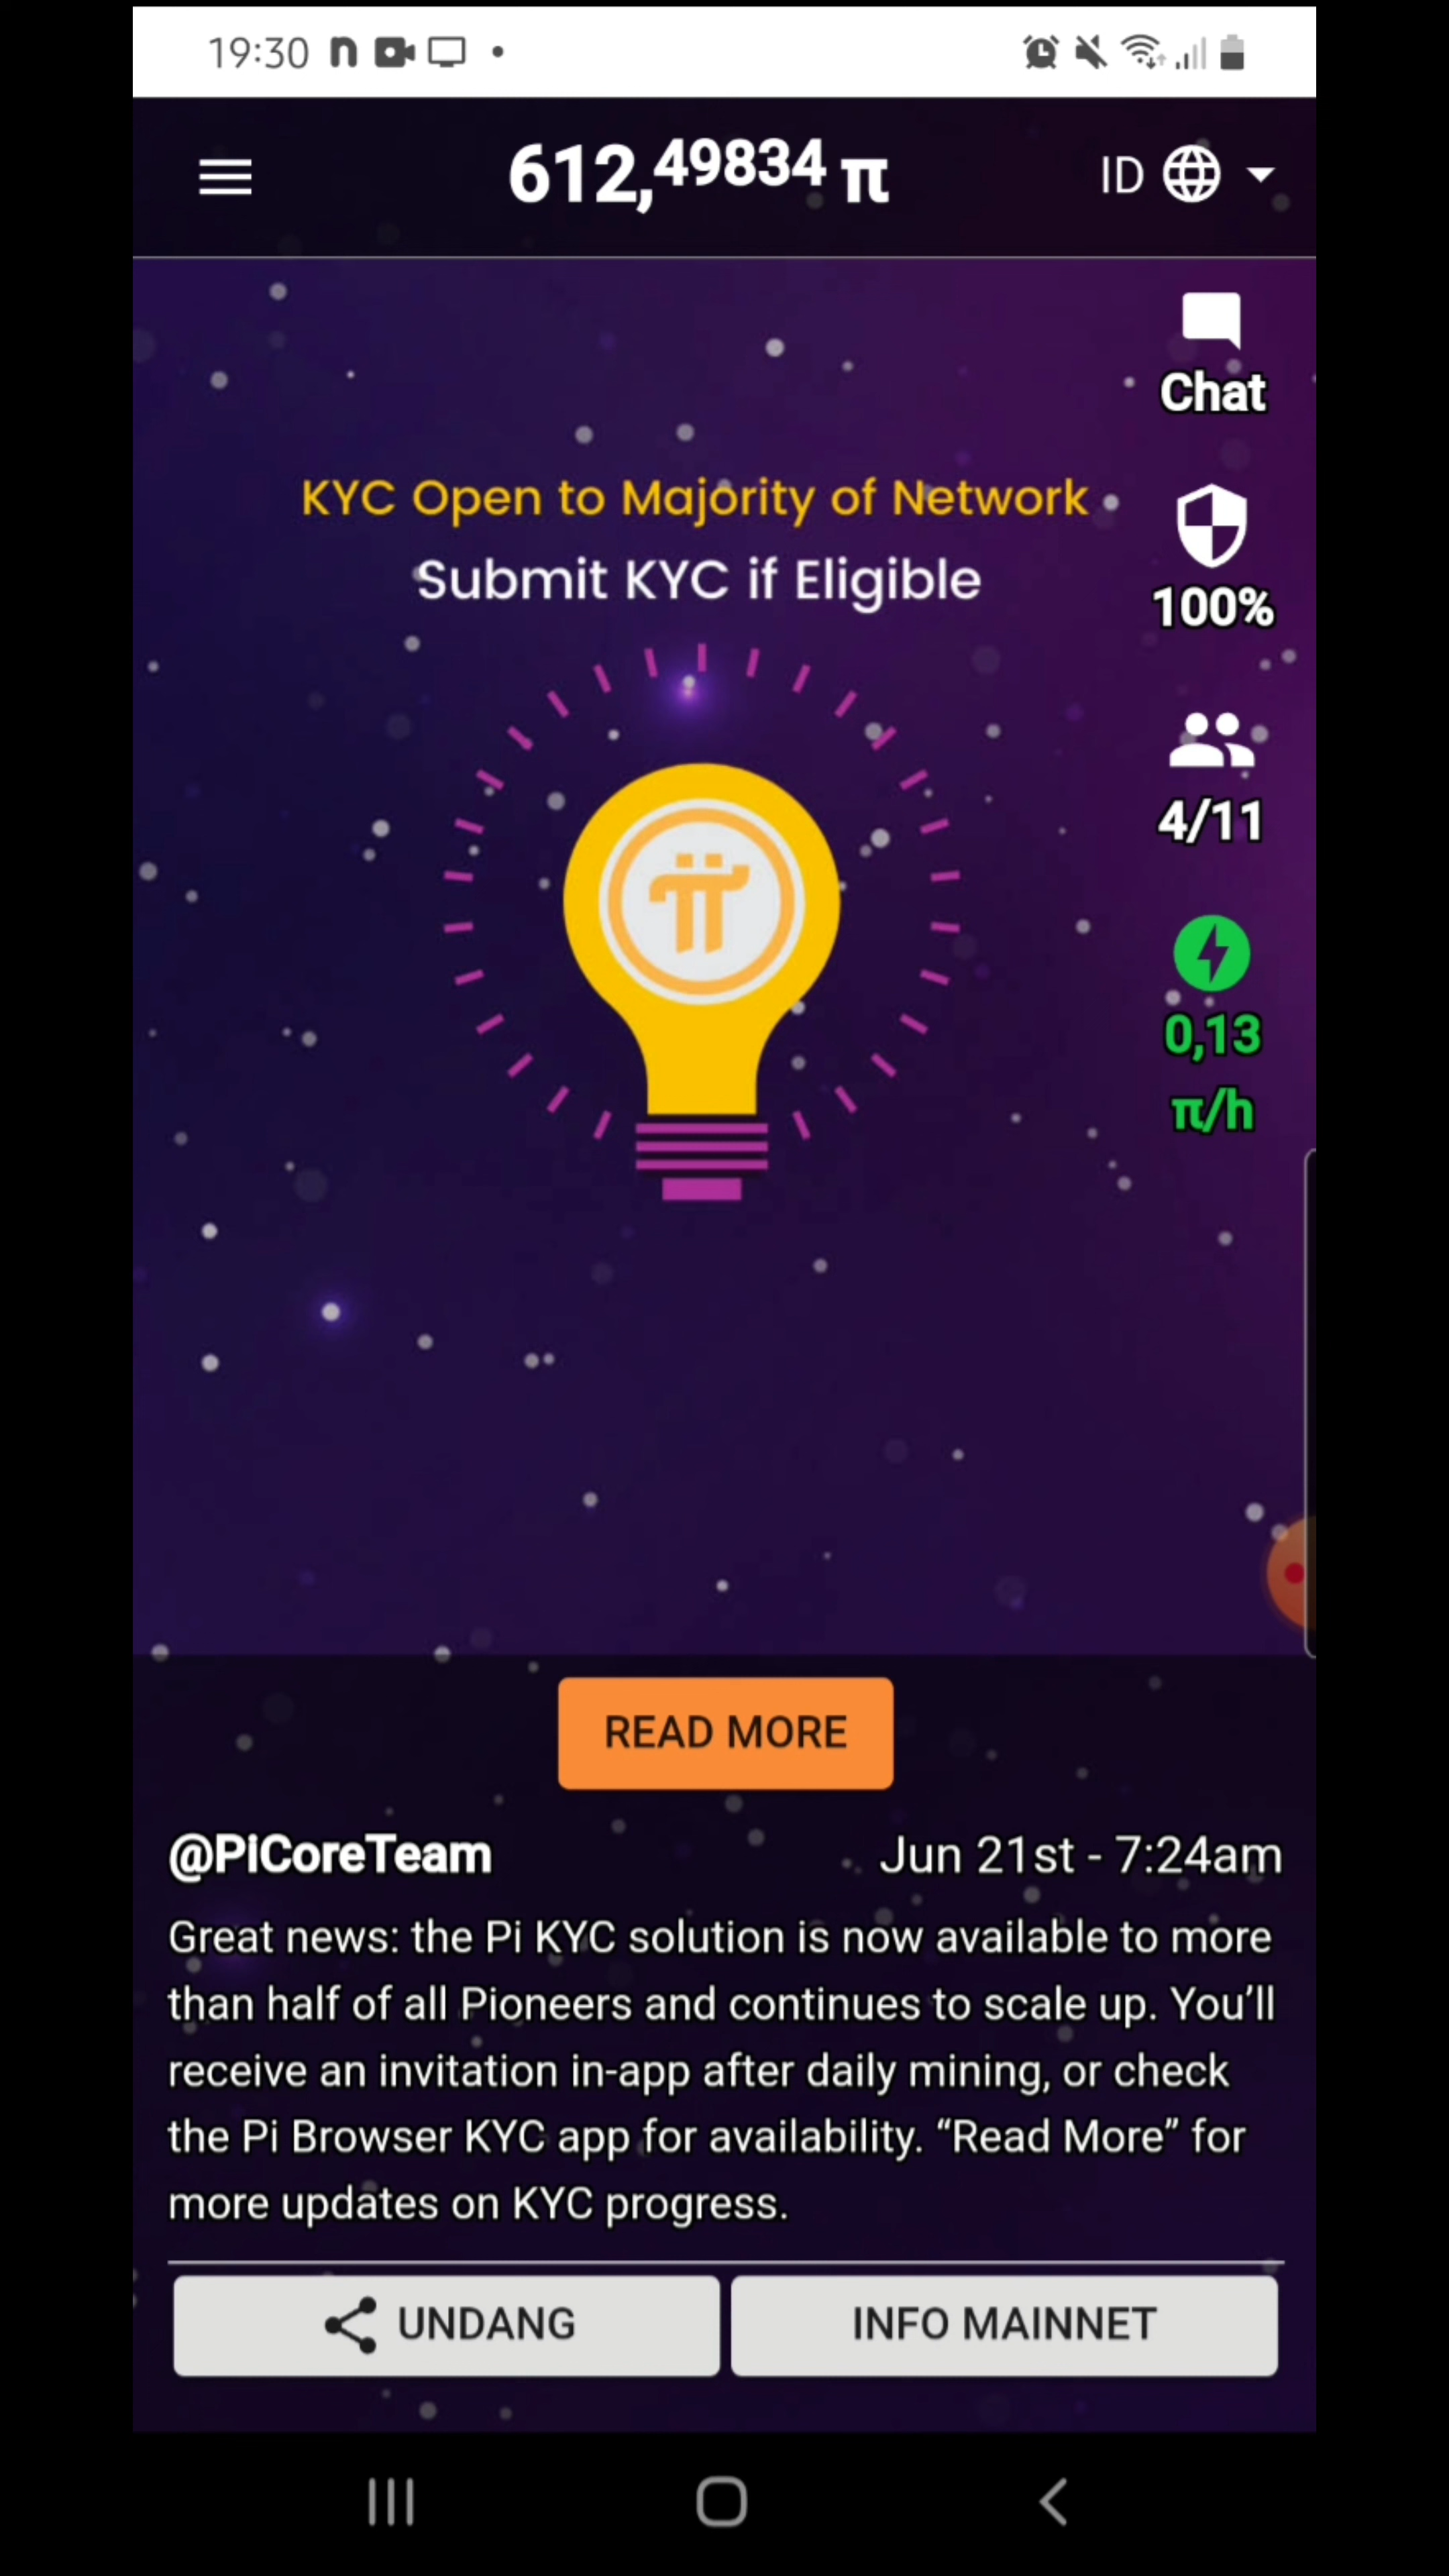 19:30
612,49834 π
ID
Chat
KYC Open to Majority of Network
Submit KYC if Eligible
100%
4/11
0,13
π/h
READ MORE
@PiCoreTeam
Jun 21st - 7:24am
Great news: the Pi KYC solution is now available to more
than half of all Pioneers and continues to scale up. You’ll
receive an invitation in-app after daily mining, or check
the Pi Browser KYC app for availability. “Read More” for
more updates on KYC progress.
UNDANG
INFO MAINNET